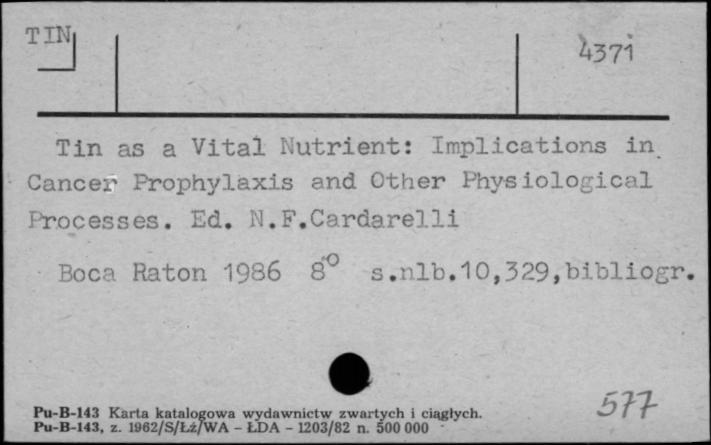 TIN
4371
Tin as a Vital Nutrient: Implications in
Cancer Prophylaxis and Other Physiological
Processes. Ed. N.F.Cardarelli
Boca Raton 1986 8° s.nlb.10,329,bibliogr.
577
Pu-B-143 Karta katalogowa wydawnictw zwartych i ciągłych.
Pu-B-143, z. 1962/S/Łź/WA – ŁDA – 1203/82 n. 500 000